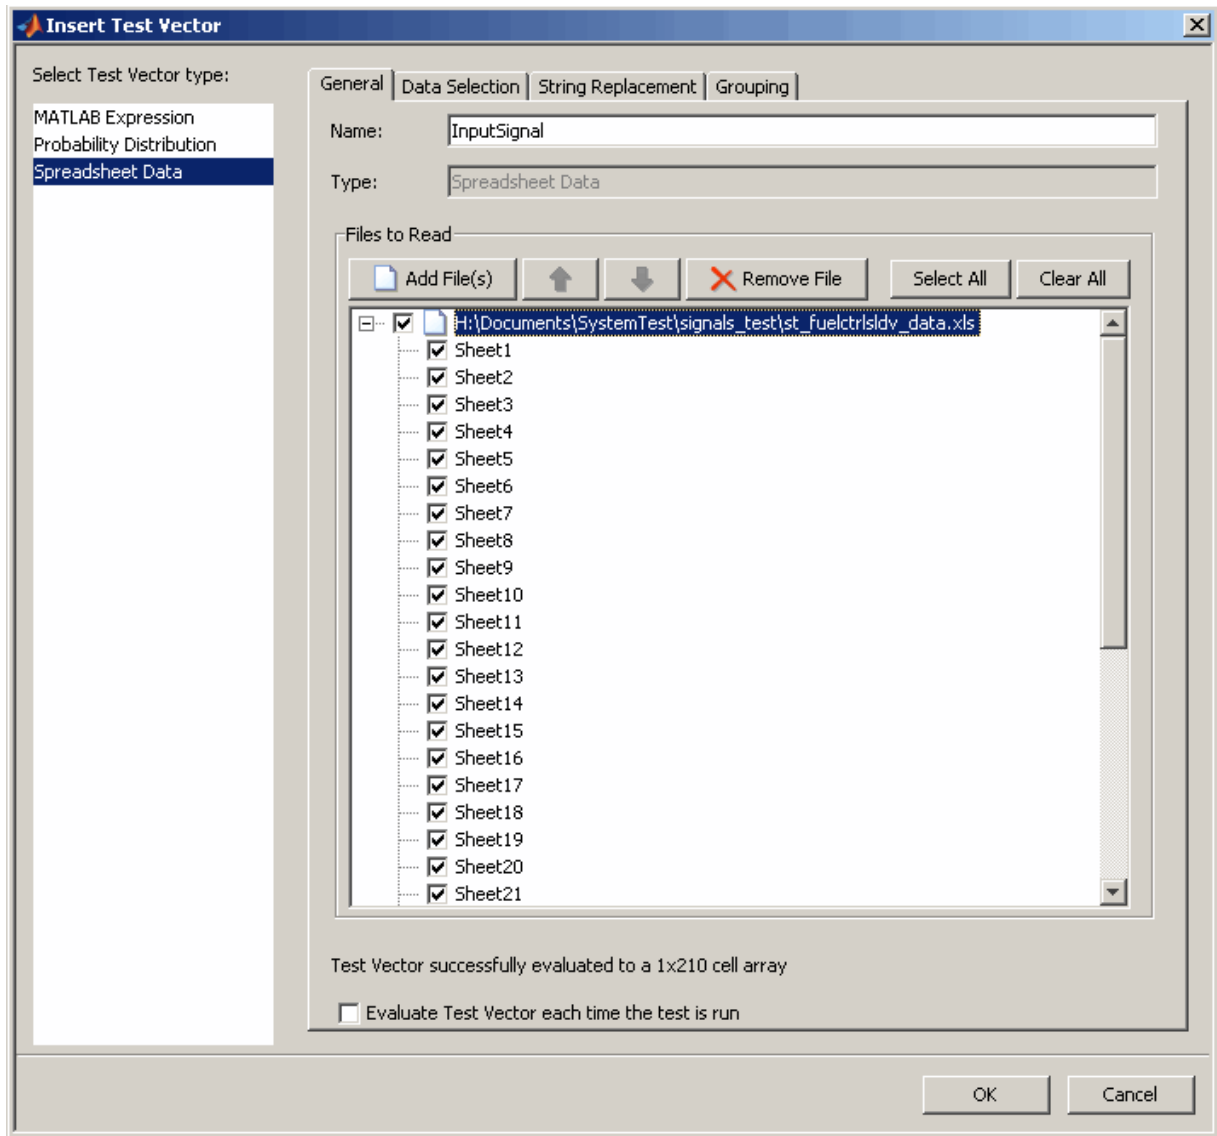 Insert Test Vector
Select Test Vector type:
MATLAB Expression
Probability Distribution
Spreadsheet Data
General Data Selection String Replacement Grouping
Name: InputSignal
Type: Spreadsheet Data
Files to Read
Add File(s) Remove File Select All Clear All
H:\Documents\SystemTest\signals_test\st_fuelctrlsldv_data.xls
Sheet1
Sheet2
Sheet3
Sheet4
Sheet5
Sheet6
Sheet7
Sheet8
Sheet9
Sheet10
Sheet11
Sheet12
Sheet13
Sheet14
Sheet15
Sheet16
Sheet17
Sheet18
Sheet19
Sheet20
Sheet21
Test Vector successfully evaluated to a 1x210 cell array
Evaluate Test Vector each time the test is run
OK Cancel